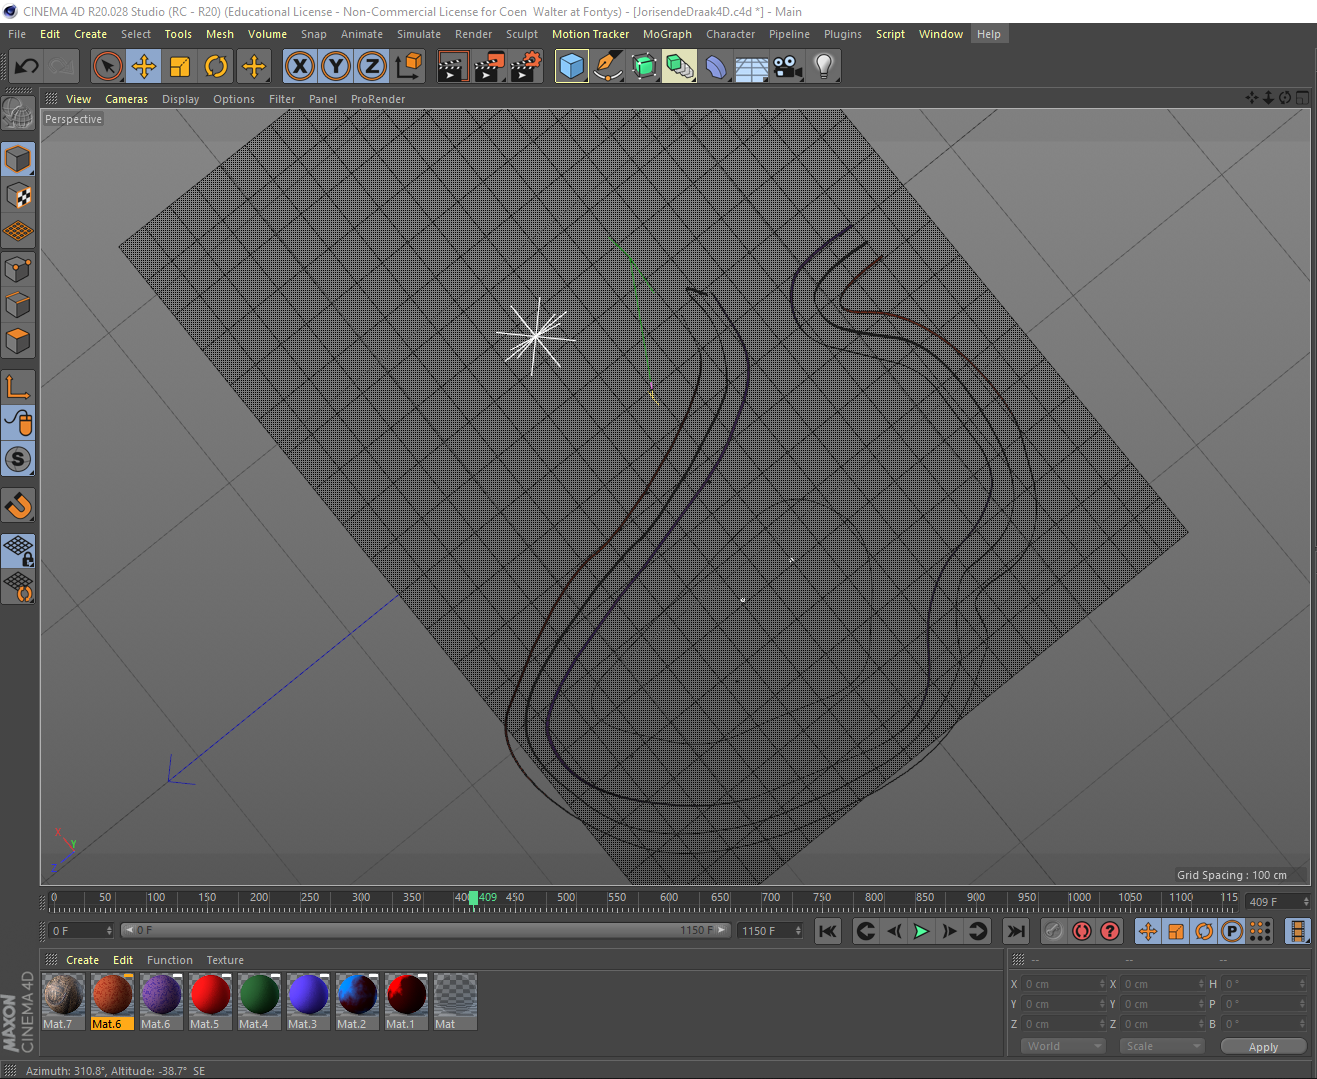 CINEMA 4D R20.028 Studio (RC - R20) (Educational License - Non-Commercial License for Coen  Walter at Fontys) - [JorisendeDraak4D.c4d *] - Main
File Edit Create Select Tools Mesh Volume Snap Animate Simulate Render Sculpt Motion Tracker MoGraph Character Pipeline Plugins Script Window Help
X Y Z
View Cameras Display Options Filter Panel ProRender
Perspective
S
X
Y
Z
Grid Spacing : 100 cm
0 50 100 150 200 250 300 350 40 409 450 500 550 600 650 700 750 800 850 900 950 1000 1050 1100 115 409 F
0 F 0 F 1150 F 1150 F ? P
Create Edit Function Texture
-- -- --
Mat.7 Mat.6 Mat.6 Mat.5 Mat.4 Mat.3 Mat.2 Mat.1 Mat
X 0 cm X 0 cm H 0 °
Y 0 cm Y 0 cm P 0 °
Z 0 cm Z 0 cm B 0 °
World Scale Apply
MAXON
CINEMA 4D
Azimuth: 310.8°, Altitude: -38.7° SE